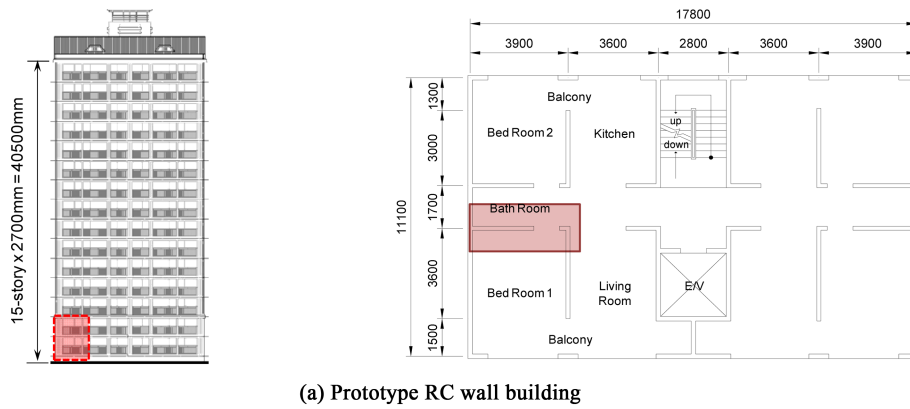 15-story x 2700mm = 40500mm
17800
3900
3600
2800
3600
3900
11100
1300
3000
1700
3600
1500
Balcony
Bed Room 2
Kitchen
up
down
Bath Room
Bed Room 1
Living
Room
E/V
Balcony
(a) Prototype RC wall building